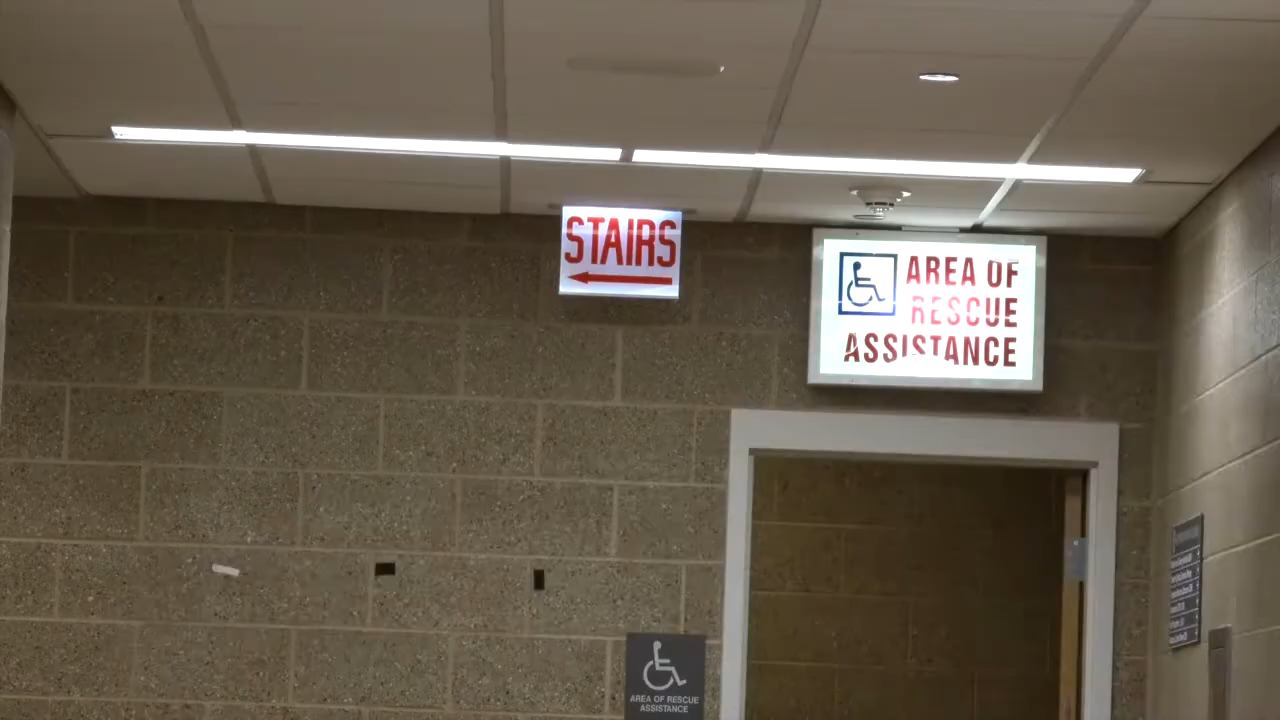 STAIRS
AREA OF
RESCUE
ASSISTANCE
AREA OF RESCUE
ASSISTANCE